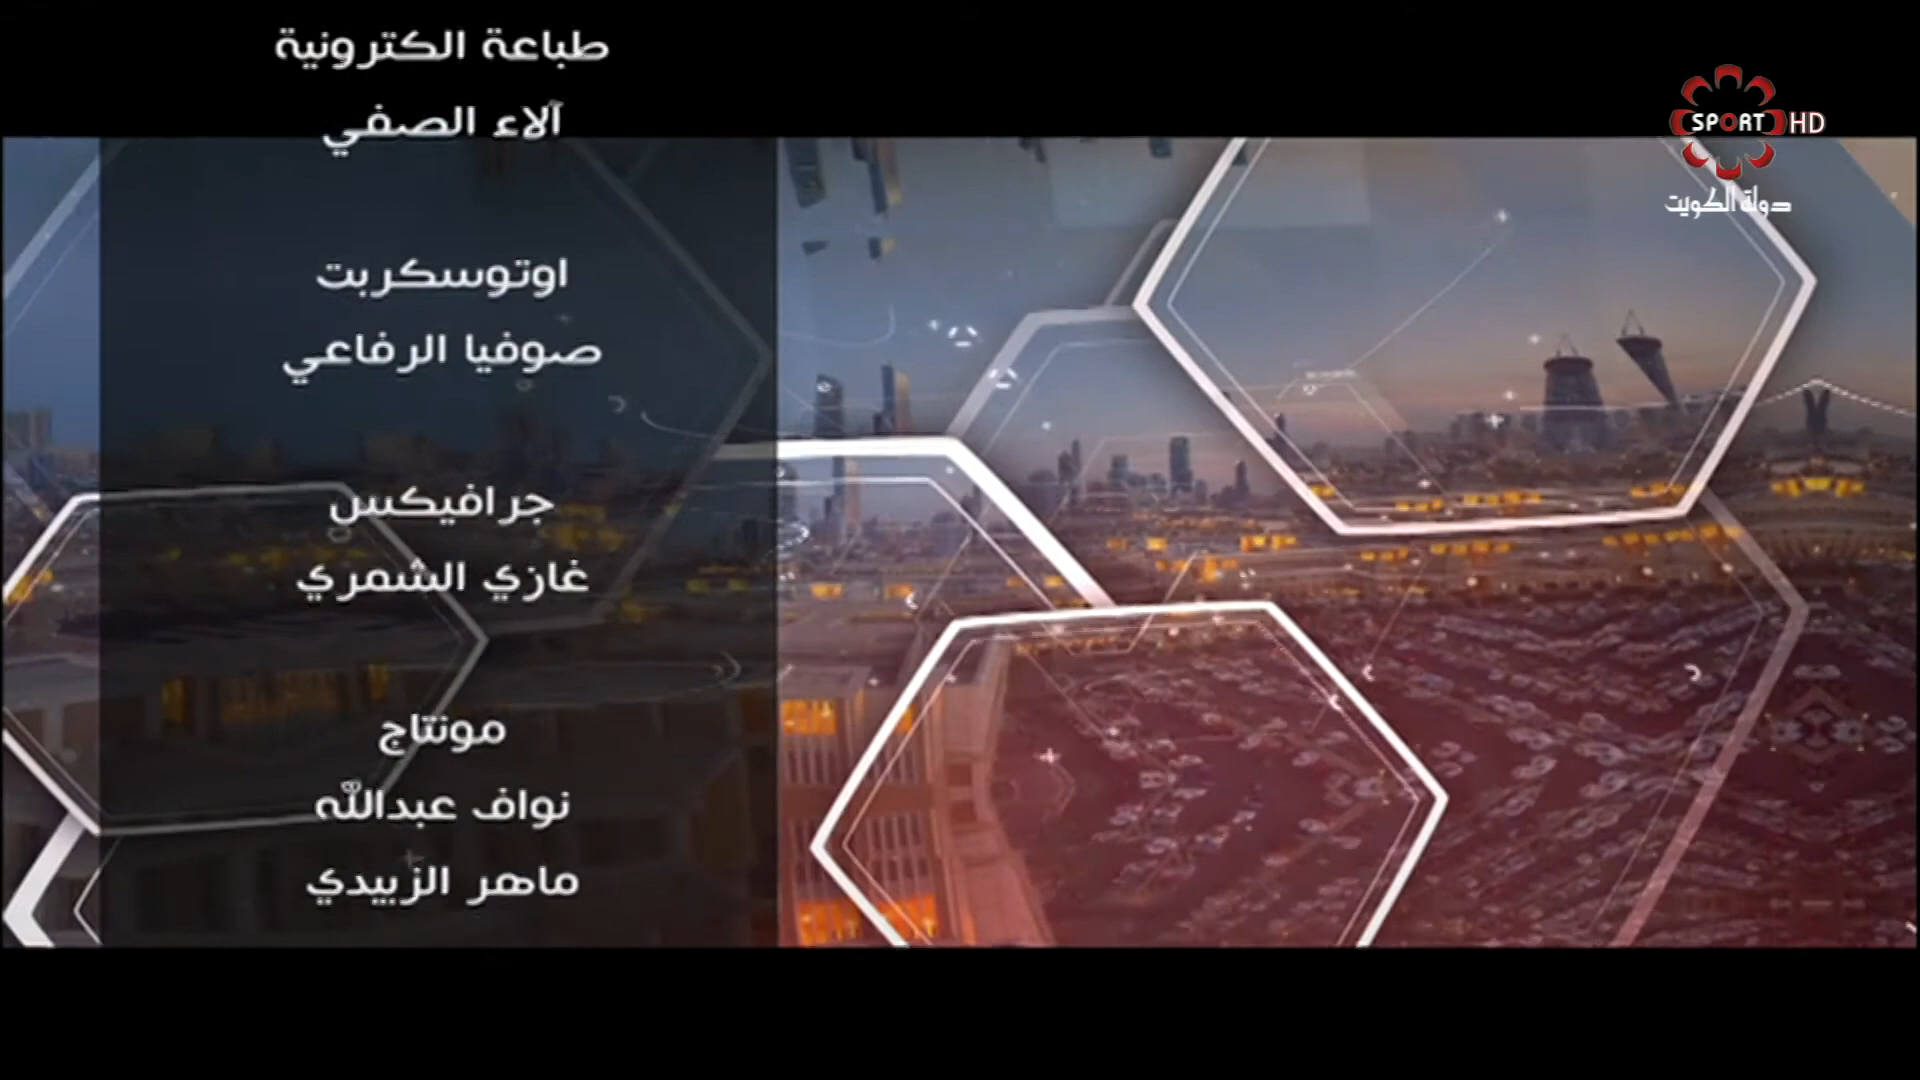 طباعة الكترونية
آلاء الصفي
اوتوسكربت
صوفيا الرفاعي
جرافيكس
غازي الشمري
مونتاج
نواف عبدالله
ماهر الزبيدي
SPORT HD
دولة الكويت